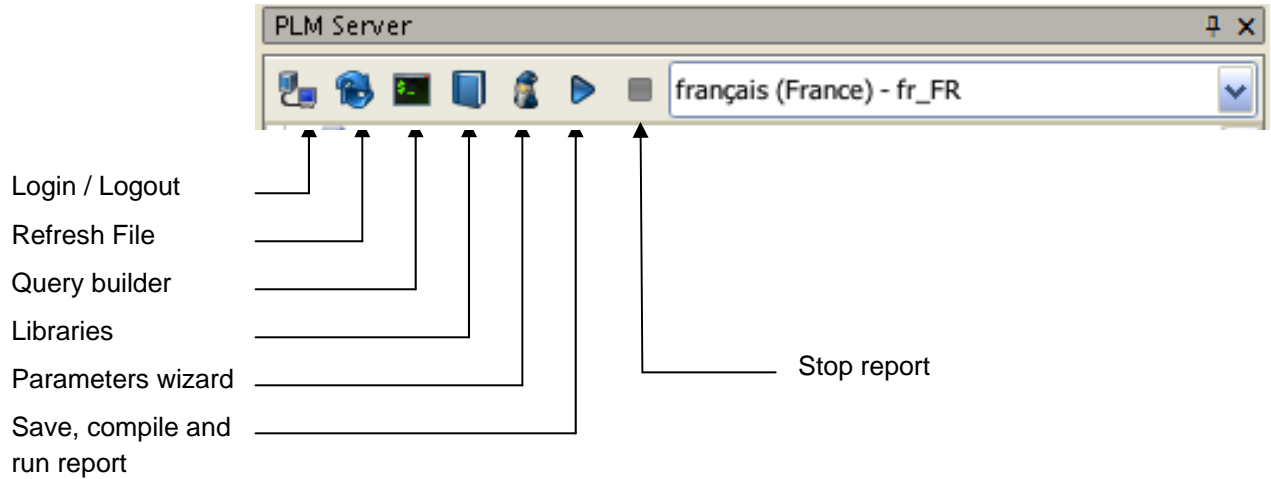 PLM Server
français (France) - fr_FR
Login / Logout
Refresh File
Query builder
Libraries
Parameters wizard
Stop report
Save, compile and
run report